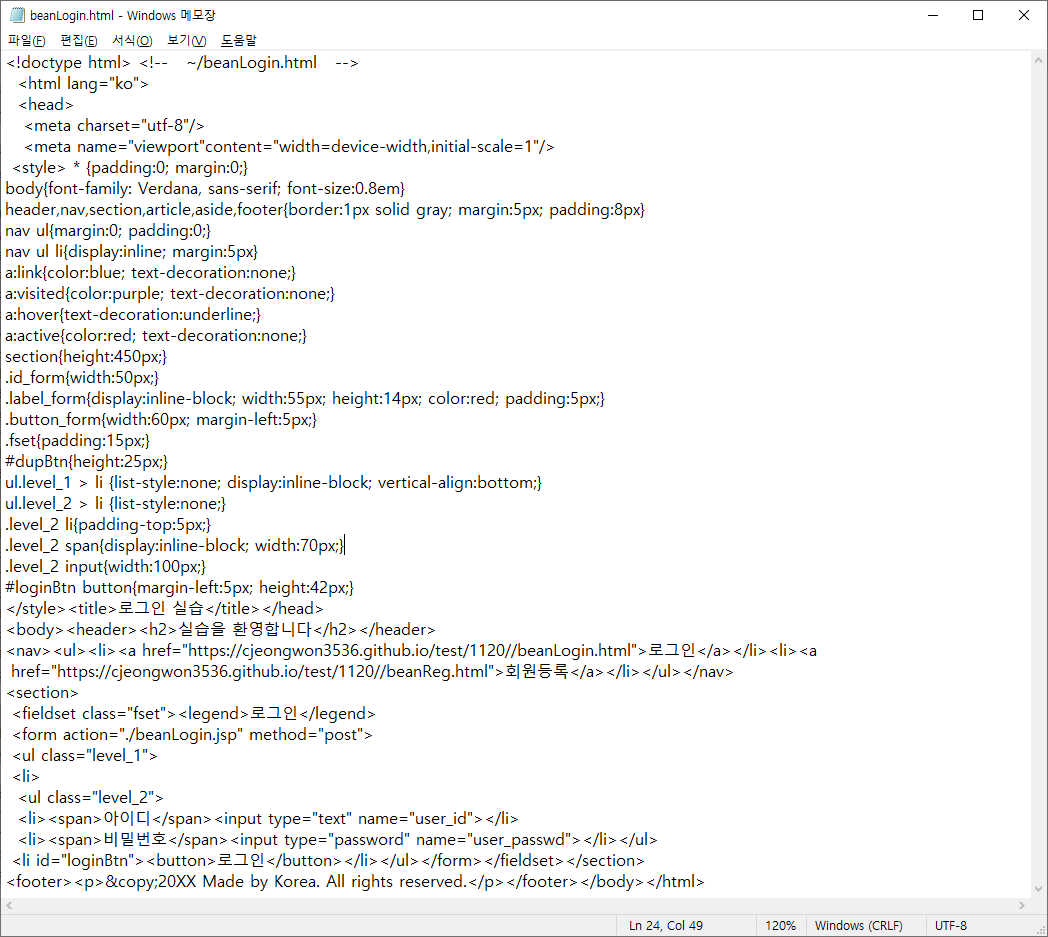 beanLogin.html - Windows 메모장
파일(F) 편집(E) 서식(O) 보기(V) 도움말
<!doctype html> <!--   ~/beanLogin.html   -->
<html lang="ko">
<head>
<meta charset="utf-8"/>
<meta name="viewport"content="width=device-width,initial-scale=1"/>
<style> * {padding:0; margin:0;}
body{font-family: Verdana, sans-serif; font-size:0.8em}
header,nav,section,article,aside,footer{border:1px solid gray; margin:5px; padding:8px}
nav ul{margin:0; padding:0;}
nav ul li{display:inline; margin:5px}
a:link{color:blue; text-decoration:none;}
a:visited{color:purple; text-decoration:none;}
a:hover{text-decoration:underline;}
a:active{color:red; text-decoration:none;}
section{height:450px;}
.id_form{width:50px;}
.label_form{display:inline-block; width:55px; height:14px; color:red; padding:5px;}
.button_form{width:60px; margin-left:5px;}
.fset{padding:15px;}
#dupBtn{height:25px;}
ul.level_1 > li {list-style:none; display:inline-block; vertical-align:bottom;}
ul.level_2 > li {list-style:none;}
.level_2 li{padding-top:5px;}
.level_2 span{display:inline-block; width:70px;}
.level_2 input{width:100px;}
#loginBtn button{margin-left:5px; height:42px;}
</style><title>로그인 실습</title></head>
<body><header><h2>실습을 환영합니다</h2></header>
<nav><ul><li><a href="https://cjeongwon3536.github.io/test/1120//beanLogin.html">로그인</a></li><li><a
href="https://cjeongwon3536.github.io/test/1120//beanReg.html">회원등록</a></li></ul></nav>
<section>
<fieldset class="fset"><legend>로그인</legend>
<form action="./beanLogin.jsp" method="post">
<ul class="level_1">
<li>
<ul class="level_2">
<li><span>아이디</span><input type="text" name="user_id"></li>
<li><span>비밀번호</span><input type="password" name="user_passwd"></li></ul>
<li id="loginBtn"><button>로그인</button></li></ul></form></fieldset></section>
<footer><p>&copy;20XX Made by Korea. All rights reserved.</p></footer></body></html>
Ln 24, Col 49 120% Windows (CRLF) UTF-8